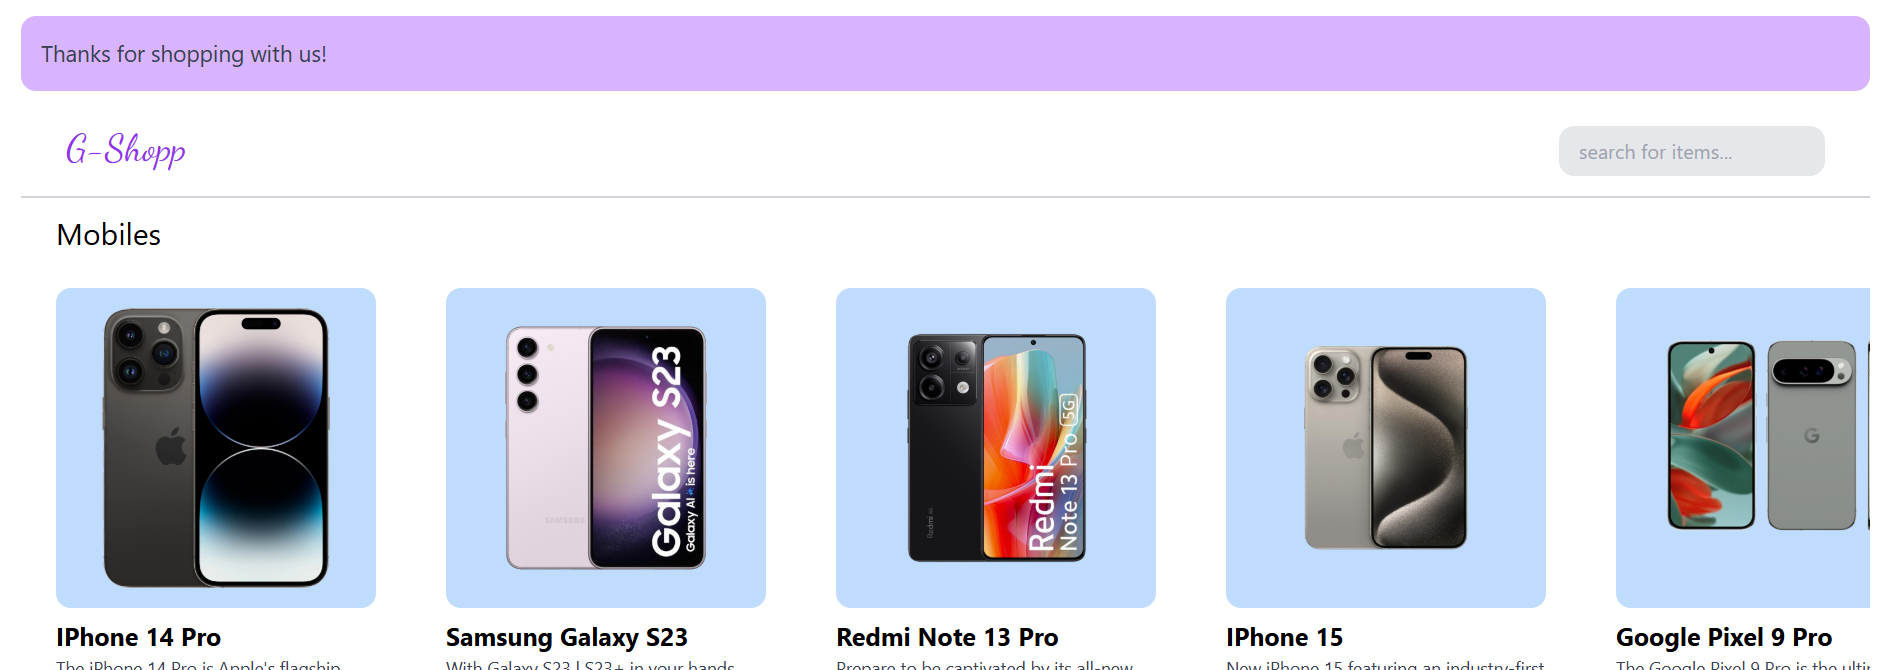 Thanks for shopping with us!
G-Shopp
search for items...
Mobiles
SAMSUNG
Galaxy S23
Galaxy AI is here
Redmi
Redmi
Note 13 Pro 5G
G
IPhone 14 Pro
Samsung Galaxy S23
Redmi Note 13 Pro
IPhone 15
Google Pixel 9 Pro
The iPhone 14 Pro is Apple's flagship
With Galaxy S23 | S23+ in your hands,
Prepare to be captivated by its all-new
New iPhone 15 featuring an industry-first
The Google Pixel 9 Pro is the